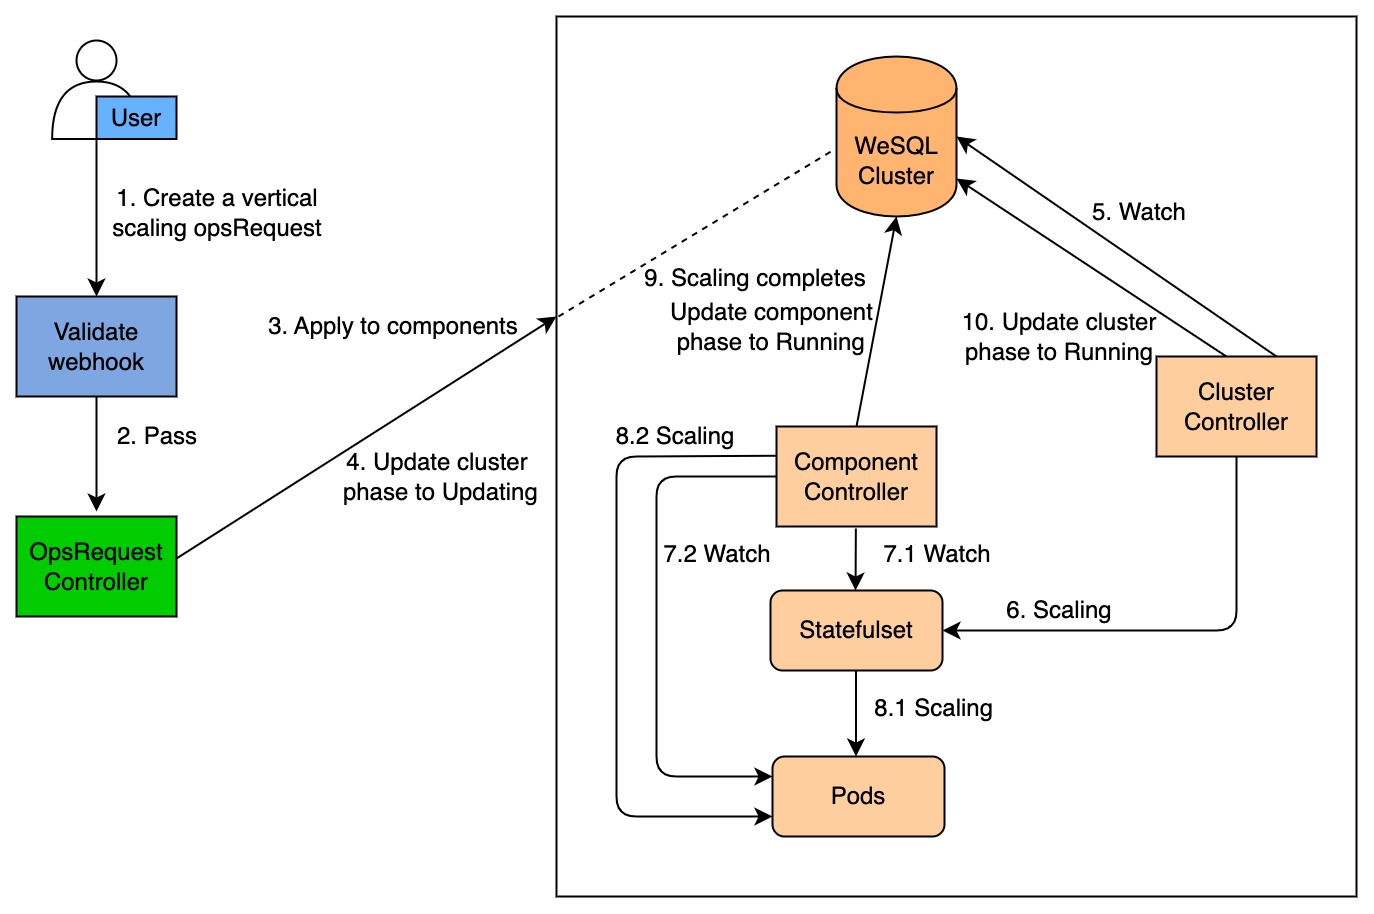 User
1. Create a vertical
scaling opsRequest
Validate
webhook
2. Pass
OpsRequest
Controller
3. Apply to components
4. Update cluster
phase to Updating
WeSQL
Cluster
5. Watch
9. Scaling completes
Update component
phase to Running
10. Update cluster
phase to Running
Cluster
Controller
8.2 Scaling
Component
Controller
7.2 Watch
7.1 Watch
Statefulset
6. Scaling
8.1 Scaling
Pods